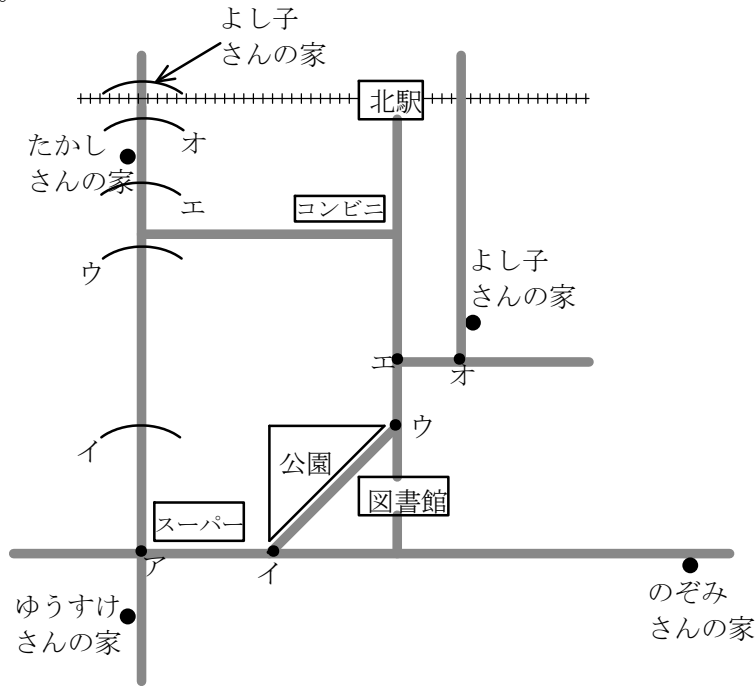 。
よし子
さんの家
北駅
オ
たかし
さんの家
エ
コンビニ
ウ
よし子
さんの家
エ
オ
ウ
イ
公園
図書館
スーパー
ア
イ
ゆうすけ
さんの家
のぞみ
さんの家